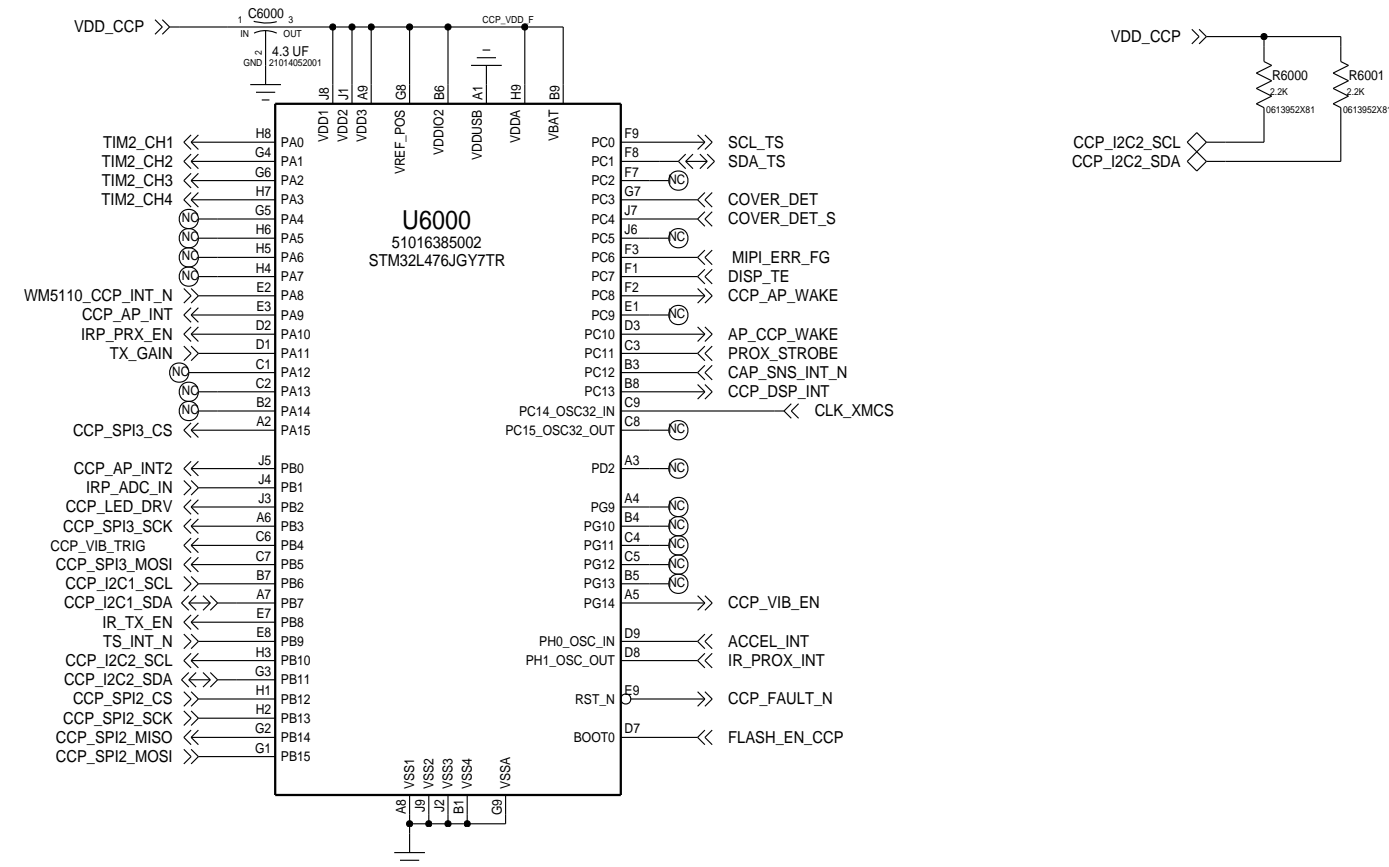 VDD_CCP
C6000
1 3
IN OUT
2
GND
4.3 UF
21014052001
CCP_VDD_F
J8 J1 A9 G8 B6 A1 H9 B9
VDD1 VDD2 VDD3 VREF_POS VDDIO2 VDDUSB VDDA VBAT
U6000
51016385002
STM32L476JGY7TR
TIM2_CH1 H8 PA0
TIM2_CH2 G4 PA1
TIM2_CH3 G6 PA2
TIM2_CH4 H7 PA3
NC G5 PA4
NC H6 PA5
NC H5 PA6
NC H4 PA7
WM5110_CCP_INT_N E2 PA8
CCP_AP_INT E3 PA9
IRP_PRX_EN D2 PA10
TX_GAIN D1 PA11
NC C1 PA12
NC C2 PA13
NC B2 PA14
CCP_SPI3_CS A2 PA15
CCP_AP_INT2 J5 PB0
IRP_ADC_IN J4 PB1
CCP_LED_DRV J3 PB2
CCP_SPI3_SCK A6 PB3
CCP_VIB_TRIG C6 PB4
CCP_SPI3_MOSI C7 PB5
CCP_I2C1_SCL B7 PB6
CCP_I2C1_SDA A7 PB7
IR_TX_EN E7 PB8
TS_INT_N E8 PB9
CCP_I2C2_SCL H3 PB10
CCP_I2C2_SDA G3 PB11
CCP_SPI2_CS H1 PB12
CCP_SPI2_SCK H2 PB13
CCP_SPI2_MISO G2 PB14
CCP_SPI2_MOSI G1 PB15
PC0 F9 SCL_TS
PC1 F8 SDA_TS
PC2 F7 NC
PC3 G7 COVER_DET
PC4 J7 COVER_DET_S
PC5 J6 NC
PC6 F3 MIPI_ERR_FG
PC7 F1 DISP_TE
PC8 F2 CCP_AP_WAKE
PC9 E1 NC
PC10 D3 AP_CCP_WAKE
PC11 C3 PROX_STROBE
PC12 B3 CAP_SNS_INT_N
PC13 B8 CCP_DSP_INT
PC14_OSC32_IN C9 CLK_XMCS
PC15_OSC32_OUT C8 NC
PD2 A3 NC
PG9 A4 NC
PG10 B4 NC
PG11 C4 NC
PG12 C5 NC
PG13 B5 NC
PG14 A5 CCP_VIB_EN
PH0_OSC_IN D9 ACCEL_INT
PH1_OSC_OUT D8 IR_PROX_INT
RST_N E9 CCP_FAULT_N
BOOT0 D7 FLASH_EN_CCP
VSS1 VSS2 VSS3 VSS4 VSSA
A8 J9 J2 B1 G9
VDD_CCP
R6000 R6001
2.2K 2.2K
0613952X81 0613952X81
CCP_I2C2_SCL
CCP_I2C2_SDA